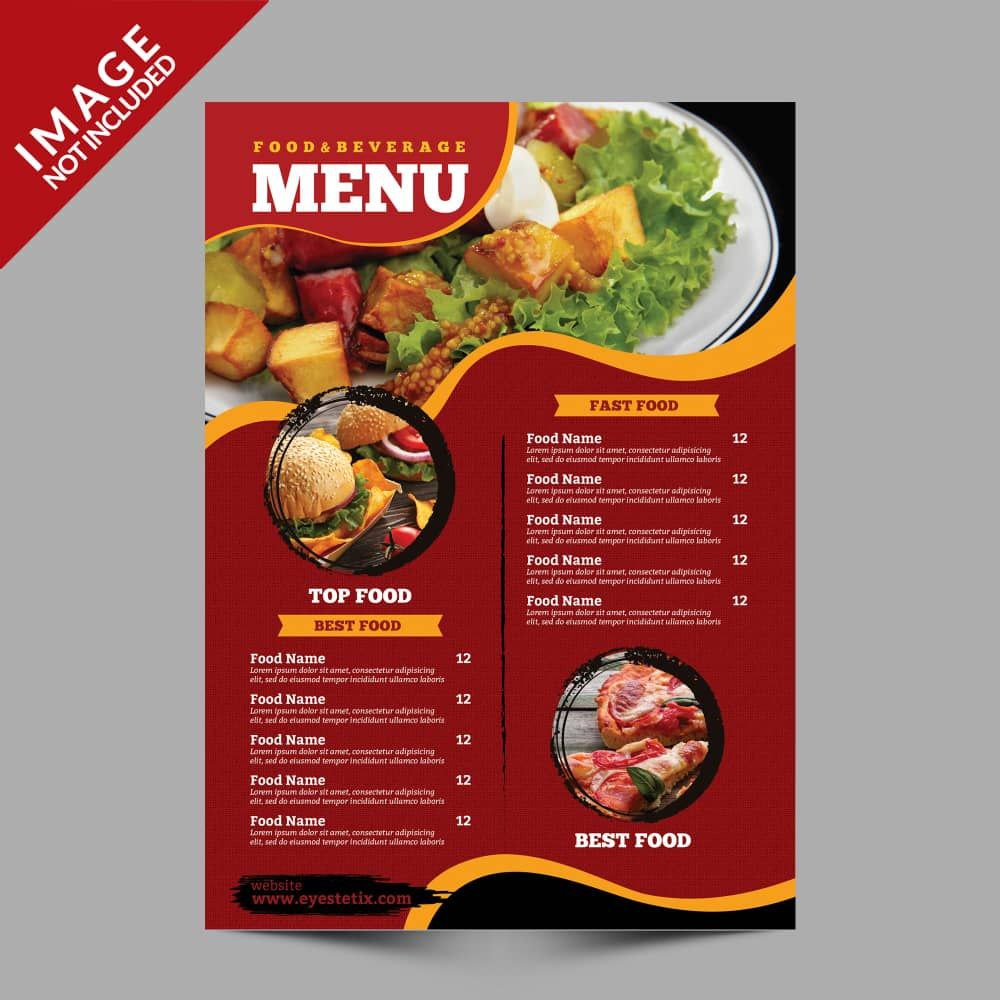 IMAGE
NOT INCLUDED
FOOD & BEVERAGE
MENU
TOP FOOD
BEST FOOD
Food Name 12
Lorem ipsum dolor sit amet, consectetur adipisicing
elit, sed do eiusmod tempor incididunt ullamco laboris
Food Name 12
Lorem ipsum dolor sit amet, consectetur adipisicing
elit, sed do eiusmod tempor incididunt ullamco laboris
Food Name 12
Lorem ipsum dolor sit amet, consectetur adipisicing
elit, sed do eiusmod tempor incididunt ullamco laboris
Food Name 12
Lorem ipsum dolor sit amet, consectetur adipisicing
elit, sed do eiusmod tempor incididunt ullamco laboris
Food Name 12
Lorem ipsum dolor sit amet, consectetur adipisicing
elit, sed do eiusmod tempor incididunt ullamco laboris
website
www.eyestetix.com
FAST FOOD
Food Name 12
Lorem ipsum dolor sit amet, consectetur adipisicing
elit, sed do eiusmod tempor incididunt ullamco laboris
Food Name 12
Lorem ipsum dolor sit amet, consectetur adipisicing
elit, sed do eiusmod tempor incididunt ullamco laboris
Food Name 12
Lorem ipsum dolor sit amet, consectetur adipisicing
elit, sed do eiusmod tempor incididunt ullamco laboris
Food Name 12
Lorem ipsum dolor sit amet, consectetur adipisicing
elit, sed do eiusmod tempor incididunt ullamco laboris
Food Name 12
Lorem ipsum dolor sit amet, consectetur adipisicing
elit, sed do eiusmod tempor incididunt ullamco laboris
BEST FOOD